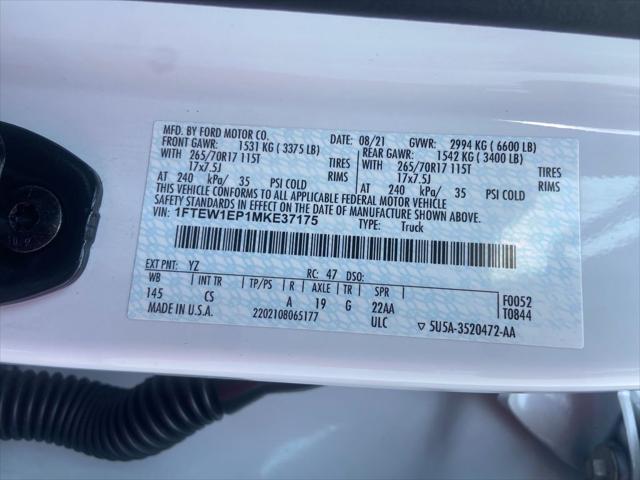 MFD. BY FORD MOTOR CO. DATE: 08/21 GVWR: 2994 KG ( 6600 LB)
FRONT GAWR: 1531 KG ( 3375 LB) REAR GAWR: 1542 KG ( 3400 LB)
WITH 265/70R17 115T TIRES WITH 265/70R17 115T TIRES
17x7.5J RIMS 17x7.5J RIMS
AT 240 kPa/ 35 PSI COLD AT 240 kPa/ 35 PSI COLD
THIS VEHICLE CONFORMS TO ALL APPLICABLE FEDERAL MOTOR VEHICLE
SAFETY STANDARDS IN EFFECT ON THE DATE OF MANUFACTURE SHOWN ABOVE.
VIN: 1FTEW1EP1MKE37175 TYPE: Truck
EXT PNT: YZ RC: 47 DSO: F0052
WB INT TR TP/PS R AXLE TR SPR T0844
145 CS A 19 G 22AA
MADE IN U.S.A. 2202108065177 ULC ▽ 5U5A-3520472-AA